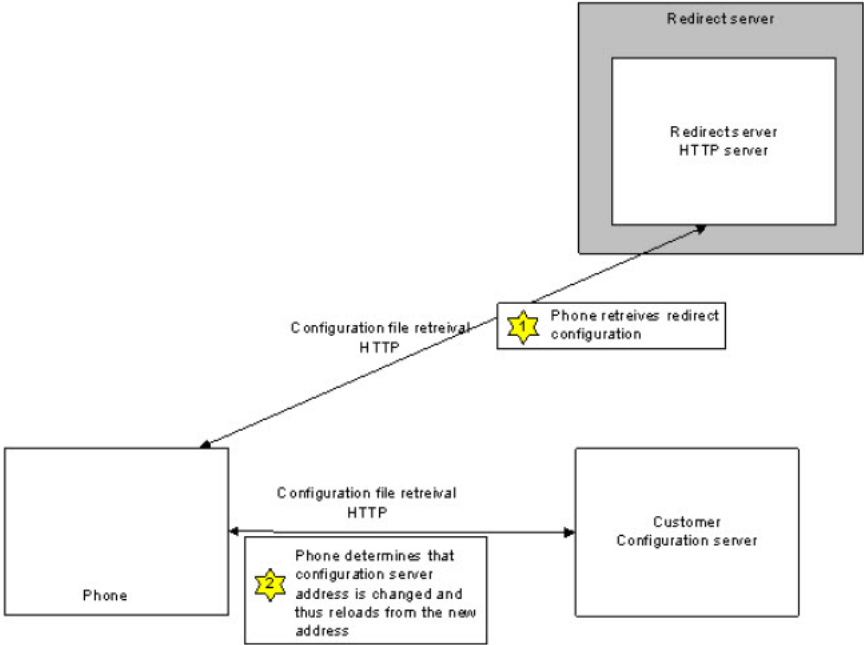 Redirect server
Redirect server
HTTP server
Configuration file retreival
HTTP
1
Phone retreives redirect
configuration
Configuration file retreival
HTTP
Phone
2
Phone determines that
configuration server
address is changed and
thus reloads from the new
address
Customer
Configuration server